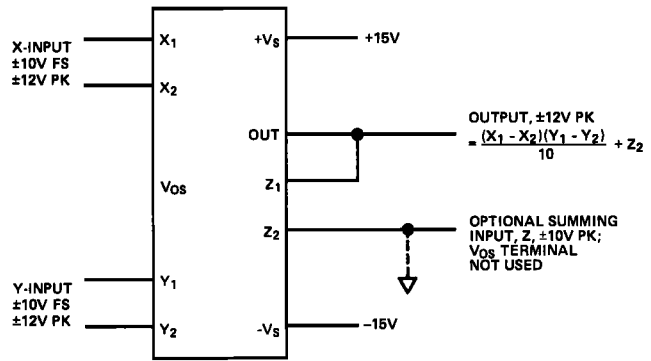 X-INPUT
±10V FS
±12V PK
X1
X2
+VS
+15V
OUT
OUTPUT, ±12V PK
= (X1 - X2)(Y1 - Y2)
10
+ Z2
Z1
VOS
Z2
OPTIONAL SUMMING
INPUT, Z, ±10V PK;
VOS TERMINAL
NOT USED
Y-INPUT
±10V FS
±12V PK
Y1
Y2
-VS
-15V